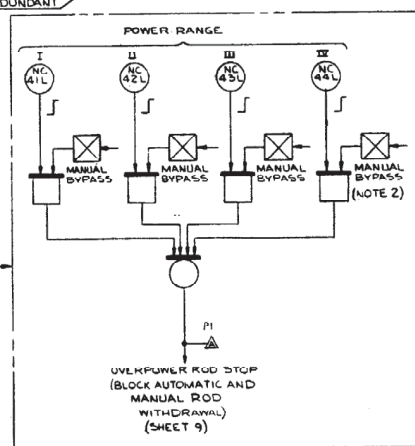 DUNDANT
POWER RANGE
I II III IV
NC 41L NC 42L NC 43L NC 44L
MANUAL BYPASS MANUAL BYPASS MANUAL BYPASS MANUAL BYPASS
(NOTE 2)
P1
A
OVERPOWER ROD STOP
(BLOCK AUTOMATIC AND
MANUAL ROD
WITHDRAWAL)
(SHEET 9)